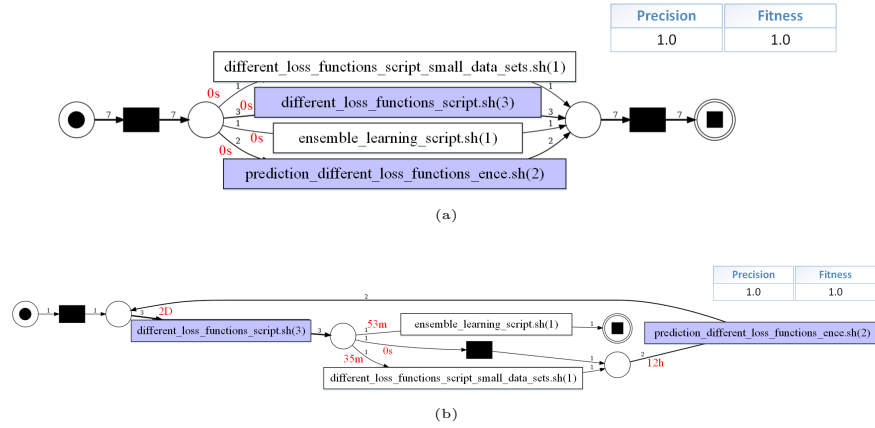 Precision Fitness
1.0 1.0
different_loss_functions_script_small_data_sets.sh(1)
0s 1 1
0s different_loss_functions_script.sh(3)
7 7 3 3 7 7
1 1
0s ensemble_learning_script.sh(1)
2 2
0s
prediction_different_loss_functions_ence.sh(2)
(a)
Precision Fitness
1.0 1.0
2
1 1 3 2D
different_loss_functions_script.sh(3) 3
53m ensemble_learning_script.sh(1) 1
1
prediction_different_loss_functions_ence.sh(2)
1 0s 1
35m 1 1 2
12h
different_loss_functions_script_small_data_sets.sh(1)
(b)